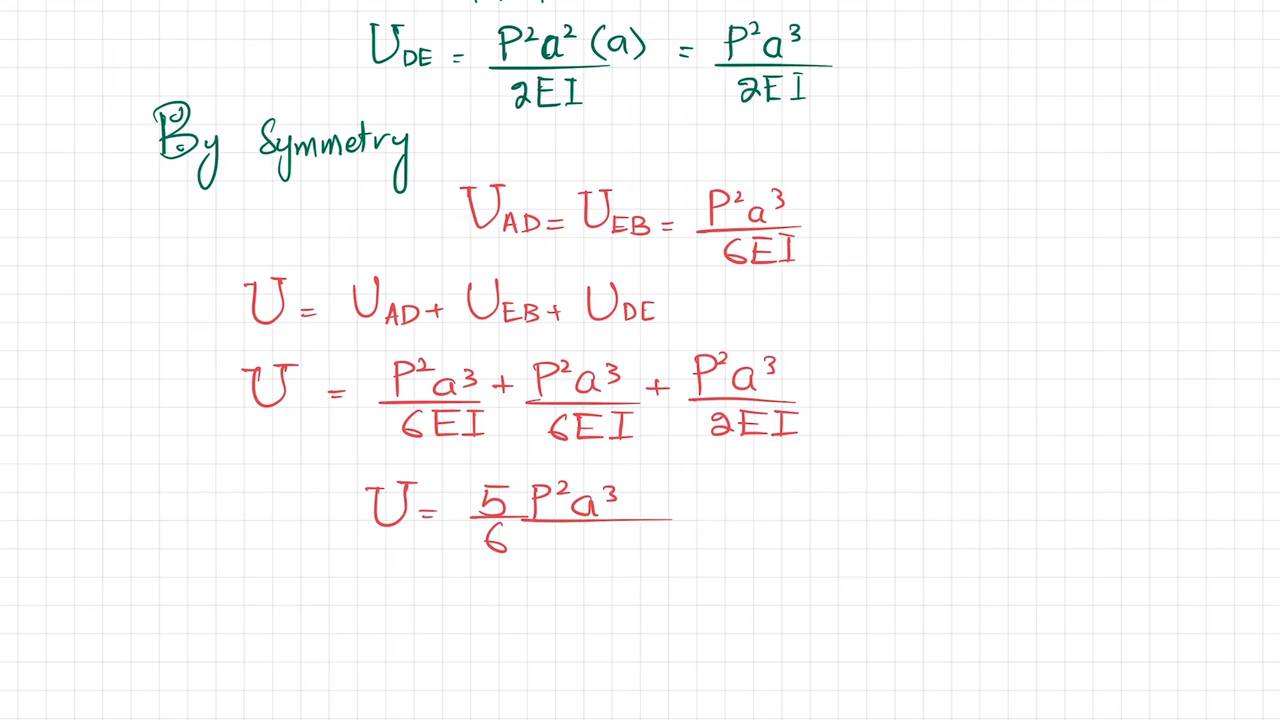 U_DE = P²a² (a) / 2EI = P²a³ / 2EI
By Symmetry
U_AD = U_EB = P²a³ / 6EI
U = U_AD + U_EB + U_DE
U = P²a³ / 6EI + P²a³ / 6EI + P²a³ / 2EI
U = 5 P²a³ / 6